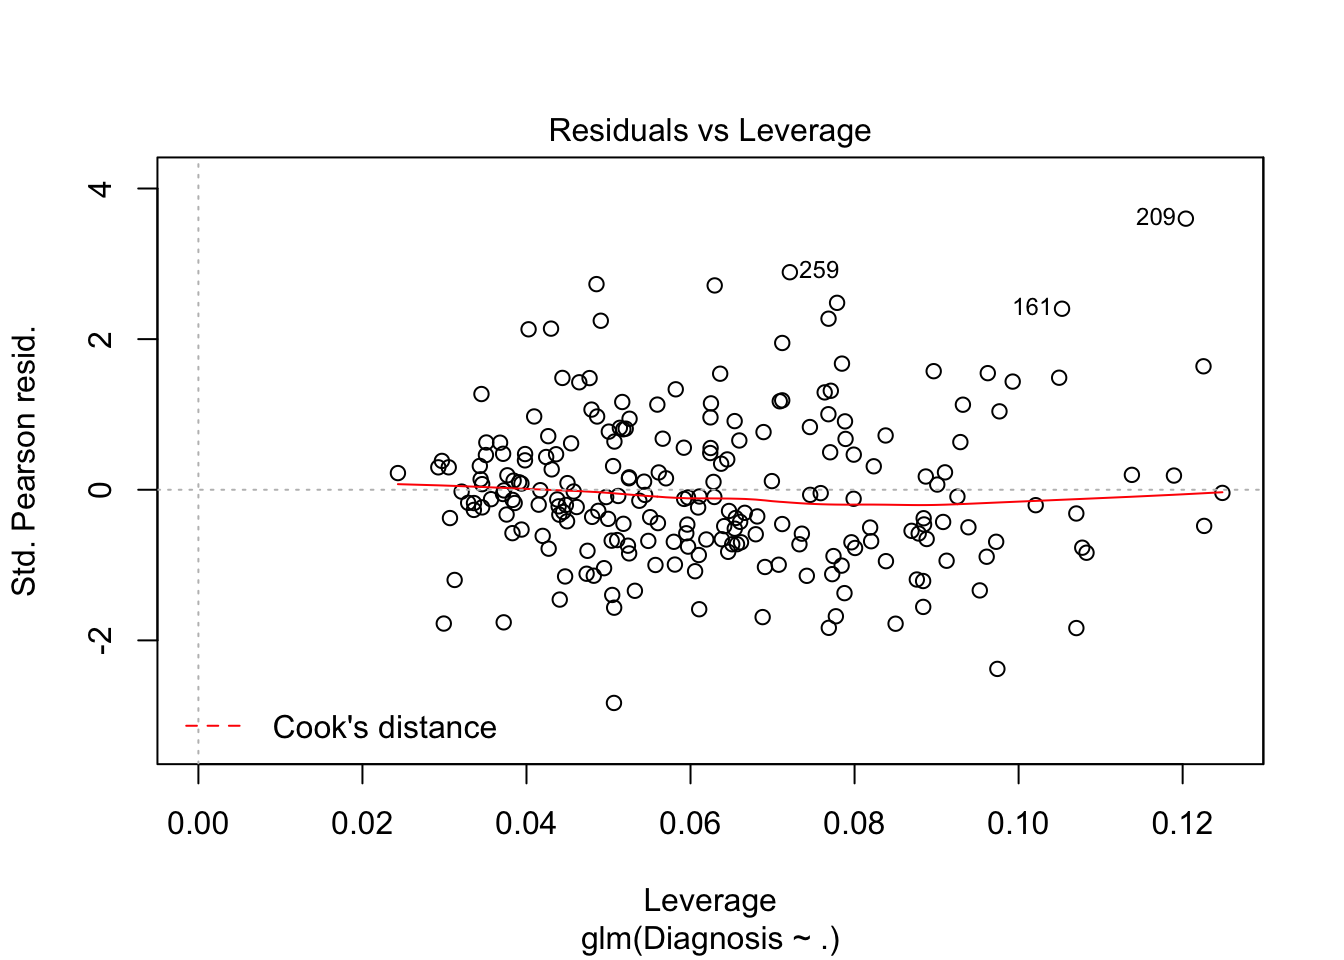 Residuals vs Leverage
Std. Pearson resid.
4
2
0
-2
209
259
161
Cook's distance
0.00 0.02 0.04 0.06 0.08 0.10 0.12
Leverage
glm(Diagnosis ~ .)